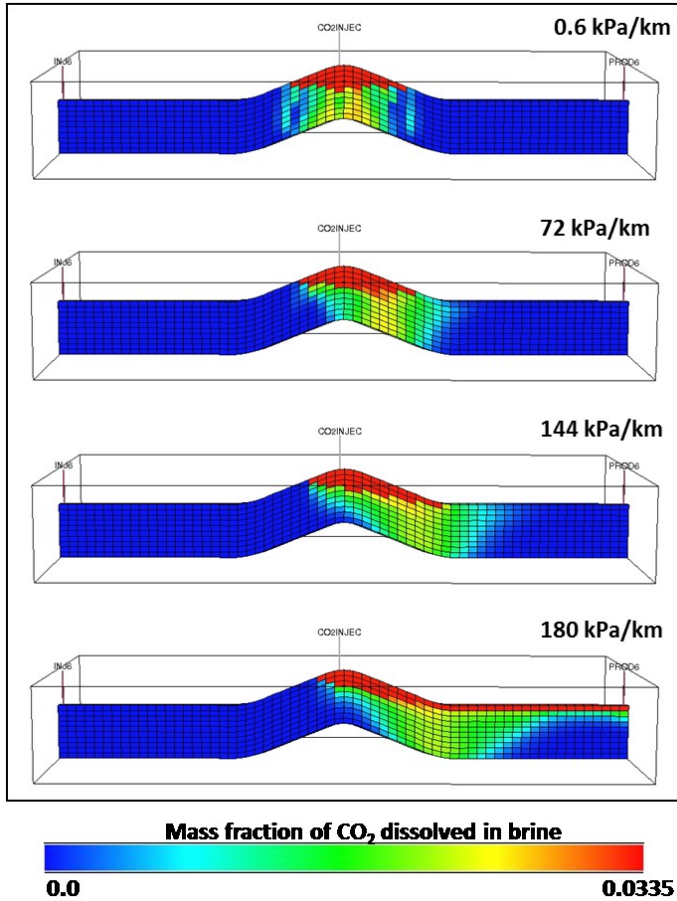 CO2INJEC
0.6 kPa/km
INJ6
PROD6
CO2INJEC
72 kPa/km
INJ6
PROD6
CO2INJEC
144 kPa/km
INJ6
PROD6
CO2INJEC
180 kPa/km
INJ6
PROD6
Mass fraction of CO₂ dissolved in brine
0.0
0.0335